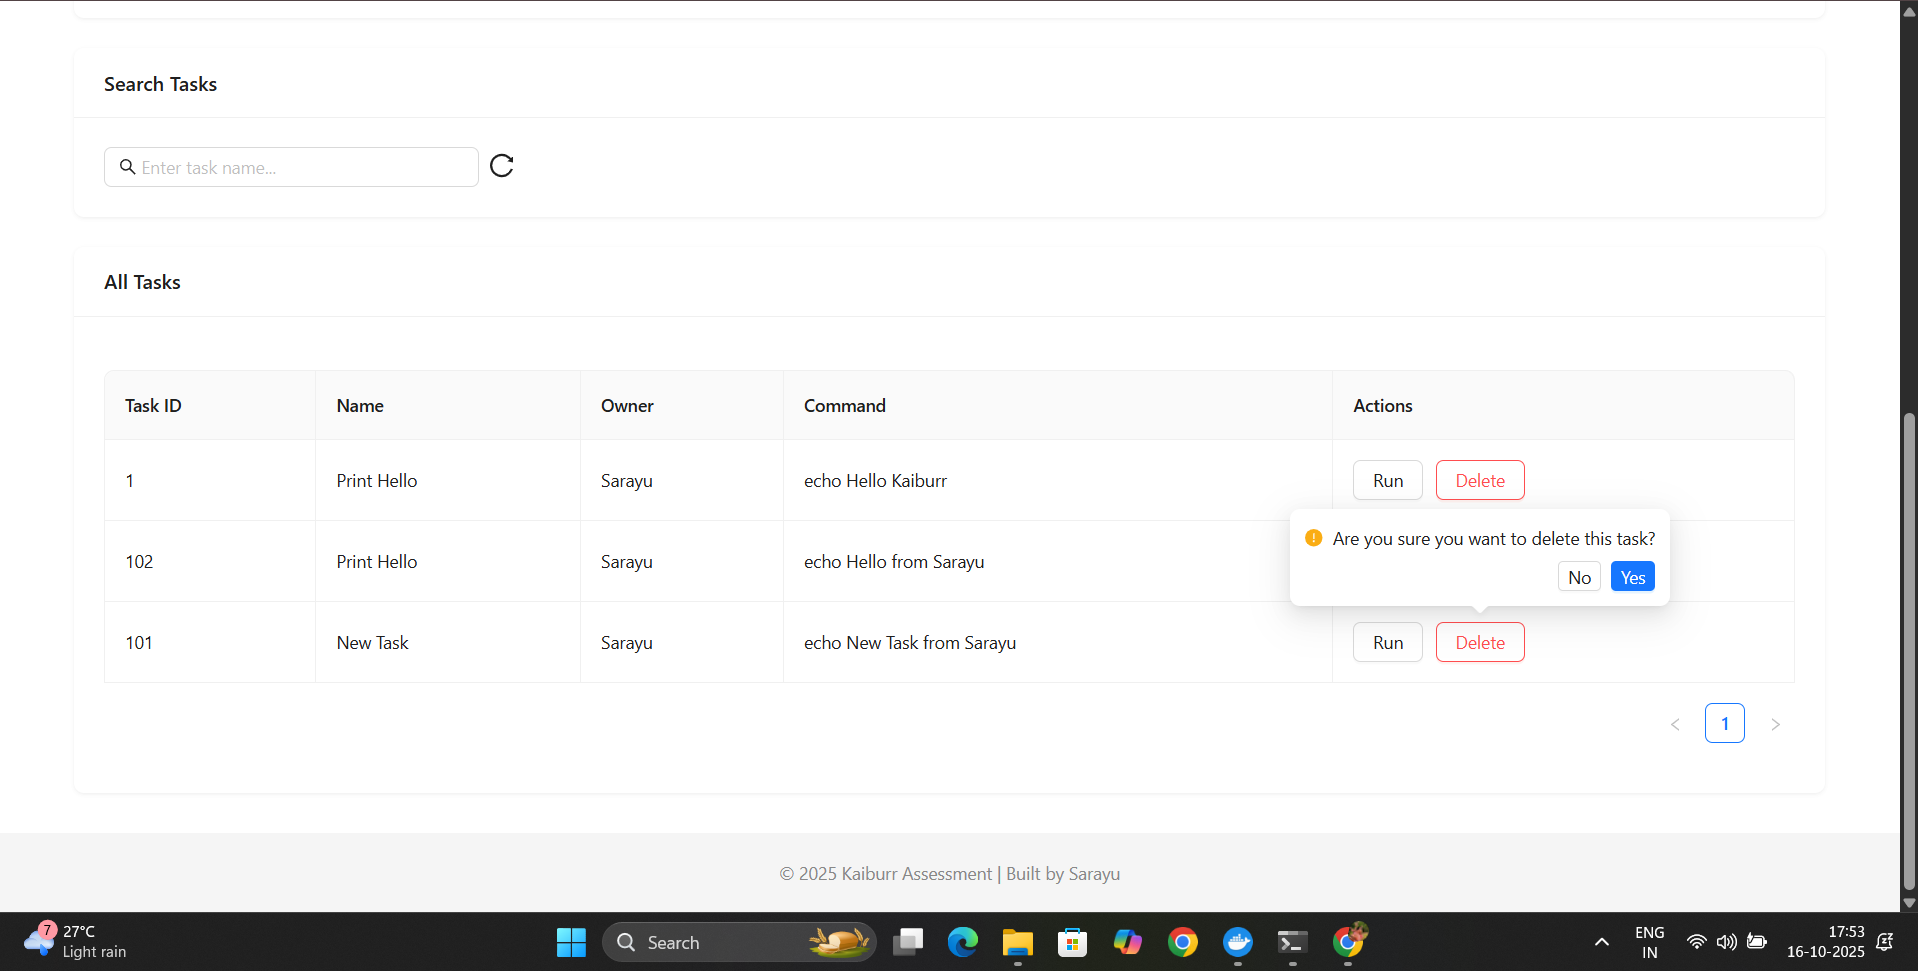 Search Tasks
Enter task name...
All Tasks
Task ID Name Owner Command Actions
1 Print Hello Sarayu echo Hello Kaiburr Run Delete
Are you sure you want to delete this task?
102 Print Hello Sarayu echo Hello from Sarayu
No Yes
101 New Task Sarayu echo New Task from Sarayu Run Delete
< 1 >
© 2025 Kaiburr Assessment | Built by Sarayu
7 27°C
Light rain
Search
ENG
IN
17:53
16-10-2025